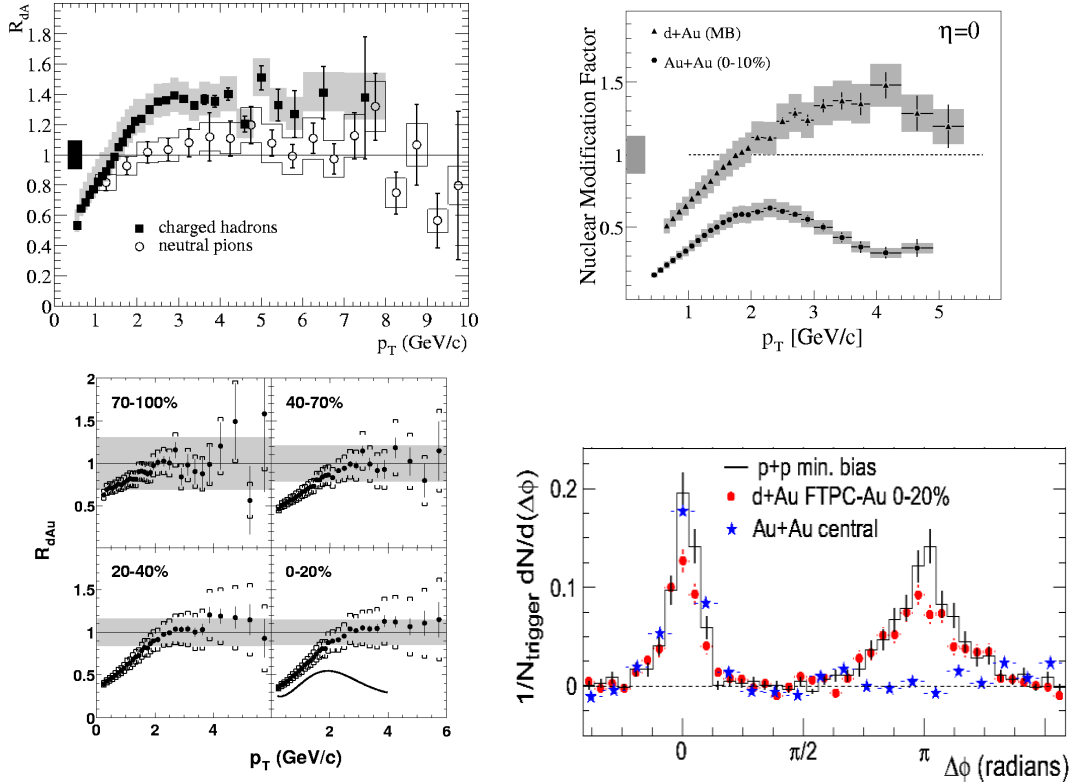 R_dA
1.8
1.6
1.4
1.2
1
0.8
0.6
0.4
0.2
0
charged hadrons
neutral pions
0 1 2 3 4 5 6 7 8 9 10
p_T (GeV/c)
Nuclear Modification Factor
1.5
1
0.5
d+Au (MB)
Au+Au (0-10%)
η=0
1 2 3 4 5
p_T [GeV/c]
R_dAu
2
1.5
1
0.5
1.5
1
0.5
0
70-100%
40-70%
20-40%
0-20%
2 4 2 4 6
p_T (GeV/c)
1/N_trigger dN/d(Δϕ)
0.2
0.1
0
p+p min. bias
d+Au FTPC-Au 0-20%
Au+Au central
0 π/2 π
Δϕ (radians)